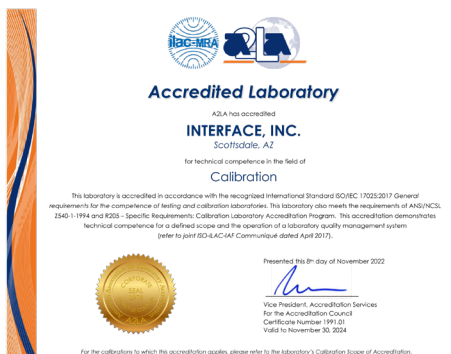 ilac-MRA
A2LA
Accredited Laboratory
A2LA has accredited
INTERFACE, INC.
Scottsdale, AZ
for technical competence in the field of
Calibration
This laboratory is accredited in accordance with the recognized International Standard ISO/IEC 17025:2017 General
requirements for the competence of testing and calibration laboratories. This laboratory also meets the requirements of ANSI/NCSL
Z540-1-1994 and R205 – Specific Requirements: Calibration Laboratory Accreditation Program. This accreditation demonstrates
technical competence for a defined scope and the operation of a laboratory quality management system
(refer to joint ISO-ILAC-IAF Communiqué dated April 2017).
CORPORATE
SEAL
A2LA
Presented this 8th day of November 2022
Vice President, Accreditation Services
For the Accreditation Council
Certificate Number 1991.01
Valid to November 30, 2024
For the calibrations to which this accreditation applies, please refer to the laboratory's Calibration Scope of Accreditation.